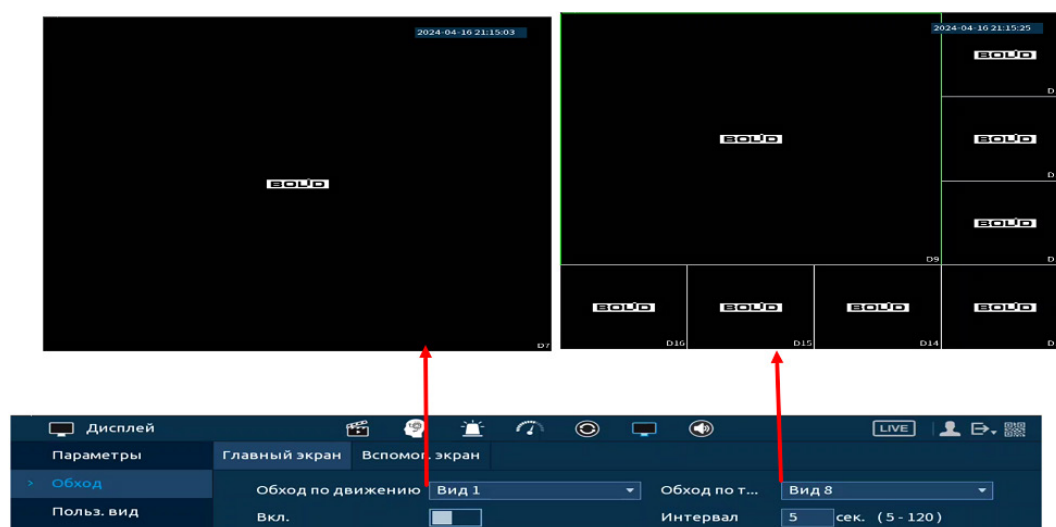 2024-04-16 21:15:03
BOLID
D7
2024-04-16 21:15:25
BOLID
D
BOLID
BOLID
D
BOLID
D9
D
BOLID
BOLID
BOLID
BOLID
D16
D15
D14
D
Дисплей
LIVE
Параметры
Главный экран
Вспомог. экран
> Обход
Обход по движению
Вид 1
Обход по т...
Вид 8
Польз. вид
Вкл.
Интервал
5
сек. (5-120)